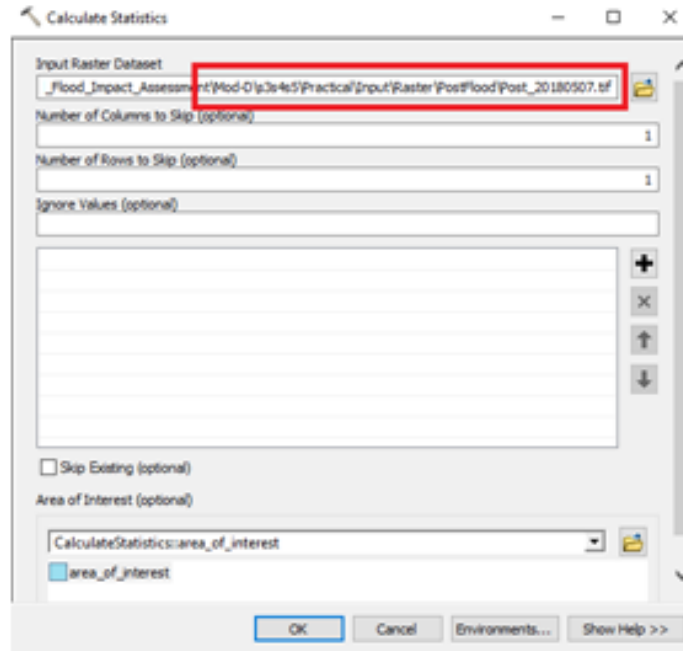 Calculate Statistics
Input Raster Dataset
_Flood_Impact_Assessment\Mod-D\p3s4s5\Practical\Input\Raster\PostFlood\Post_20180507.tif
Number of Columns to Skip (optional)
1
Number of Rows to Skip (optional)
1
Ignore Values (optional)
Skip Existing (optional)
Area of Interest (optional)
CalculateStatistics::area_of_interest
area_of_interest
OK Cancel Environments... Show Help >>